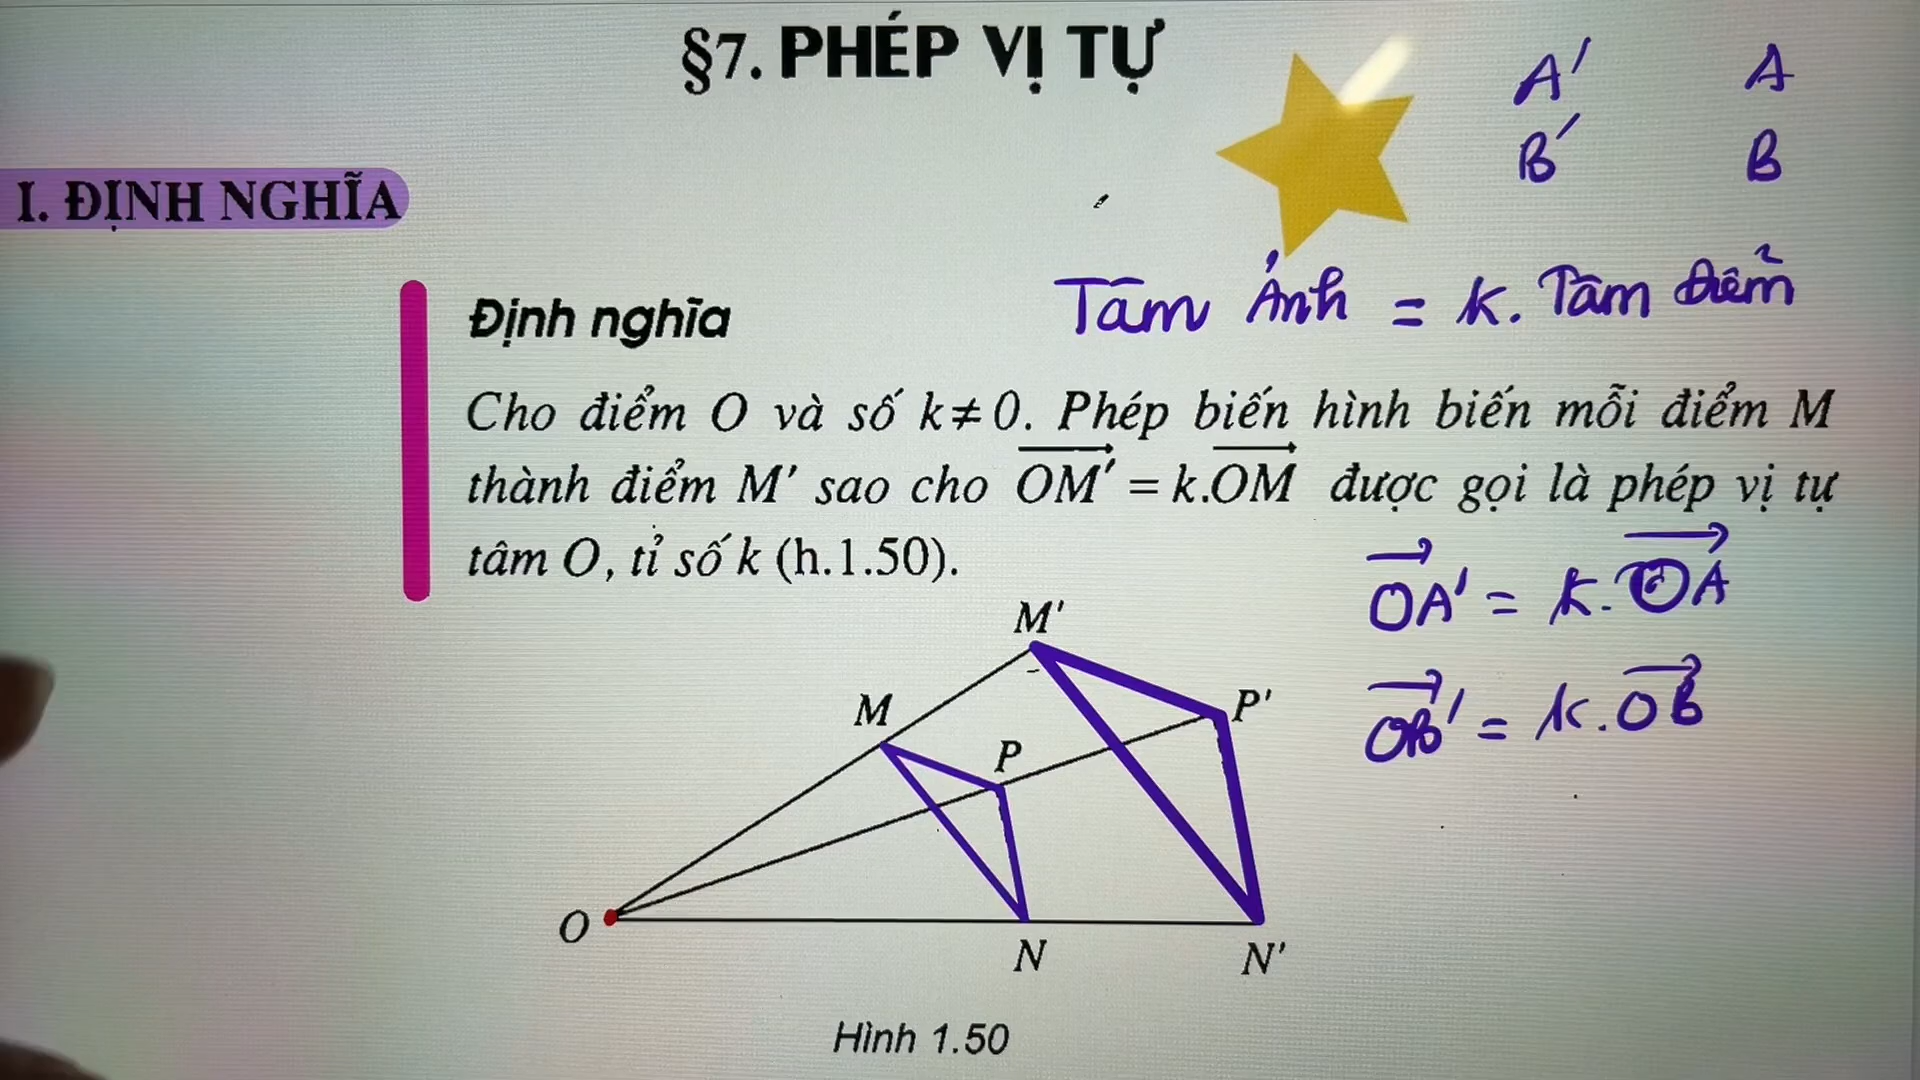 §7. PHÉP VỊ TỰ
A' A
B' B
I. ĐỊNH NGHĨA
Tâm Ảnh = k. Tâm Điểm
Định nghĩa
Cho điểm O và số k ≠ 0. Phép biến hình biến mỗi điểm M
thành điểm M' sao cho OM' = k.OM được gọi là phép vị tự
tâm O, tỉ số k (h.1.50).
OA' = k. OA
OB' = k. OB
M'
M
P'
P
O
N
N'
Hình 1.50